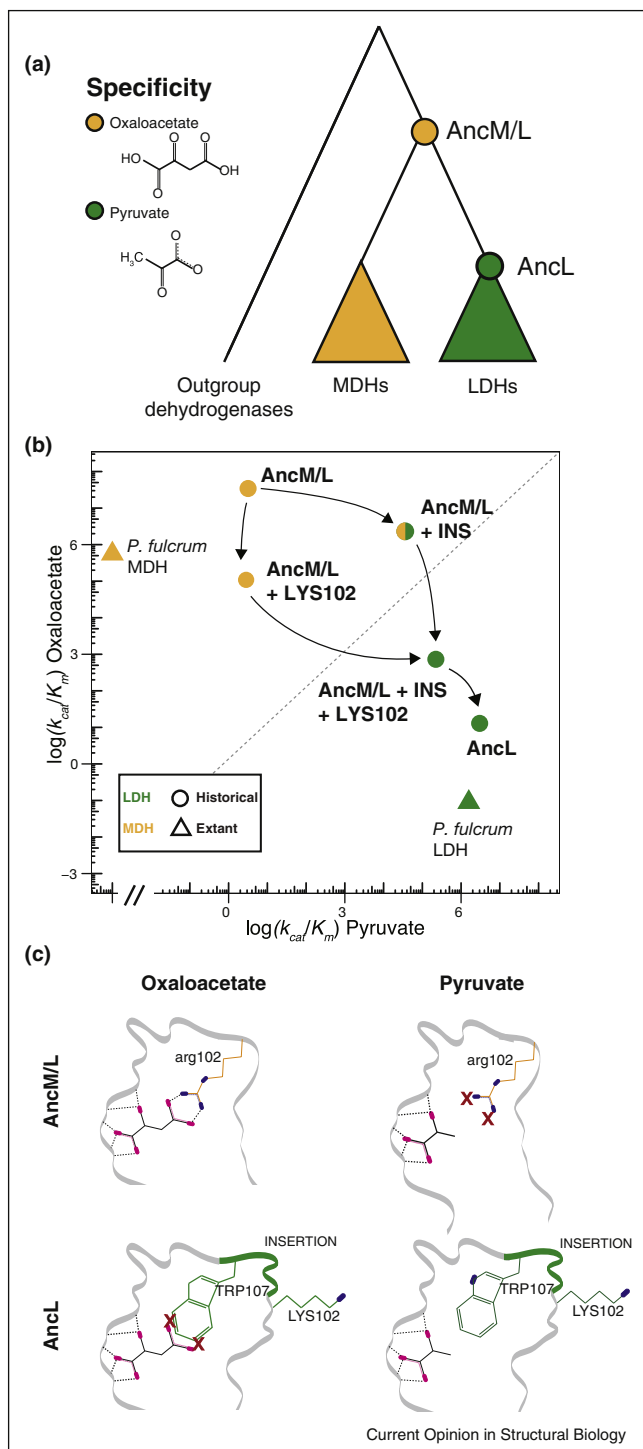 (a)
Specificity
Oxaloacetate
O
O
HO
OH
O
Pyruvate
O
H3C
O
O
AncM/L
AncL
Outgroup
dehydrogenases
MDHs
LDHs
(b)
log(kcat/Km) Oxaloacetate
6
3
0
−3
AncM/L
AncM/L
+ INS
P. fulcrum
MDH
AncM/L
+ LYS102
AncM/L + INS
+ LYS102
AncL
P. fulcrum
LDH
LDH
Historical
MDH
Extant
0
3
6
log(kcat/Km) Pyruvate
(c)
Oxaloacetate
Pyruvate
AncM/L
arg102
arg102
X
X
AncL
INSERTION
TRP107
LYS102
X
X
INSERTION
TRP107
LYS102
Current Opinion in Structural Biology